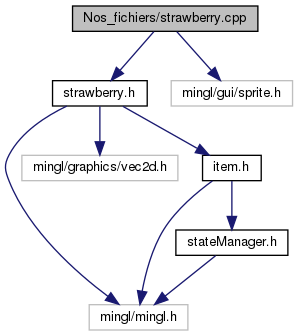 Nos_fichiers/strawberry.cpp
strawberry.h
mingl/gui/sprite.h
mingl/graphics/vec2d.h
item.h
stateManager.h
mingl/mingl.h